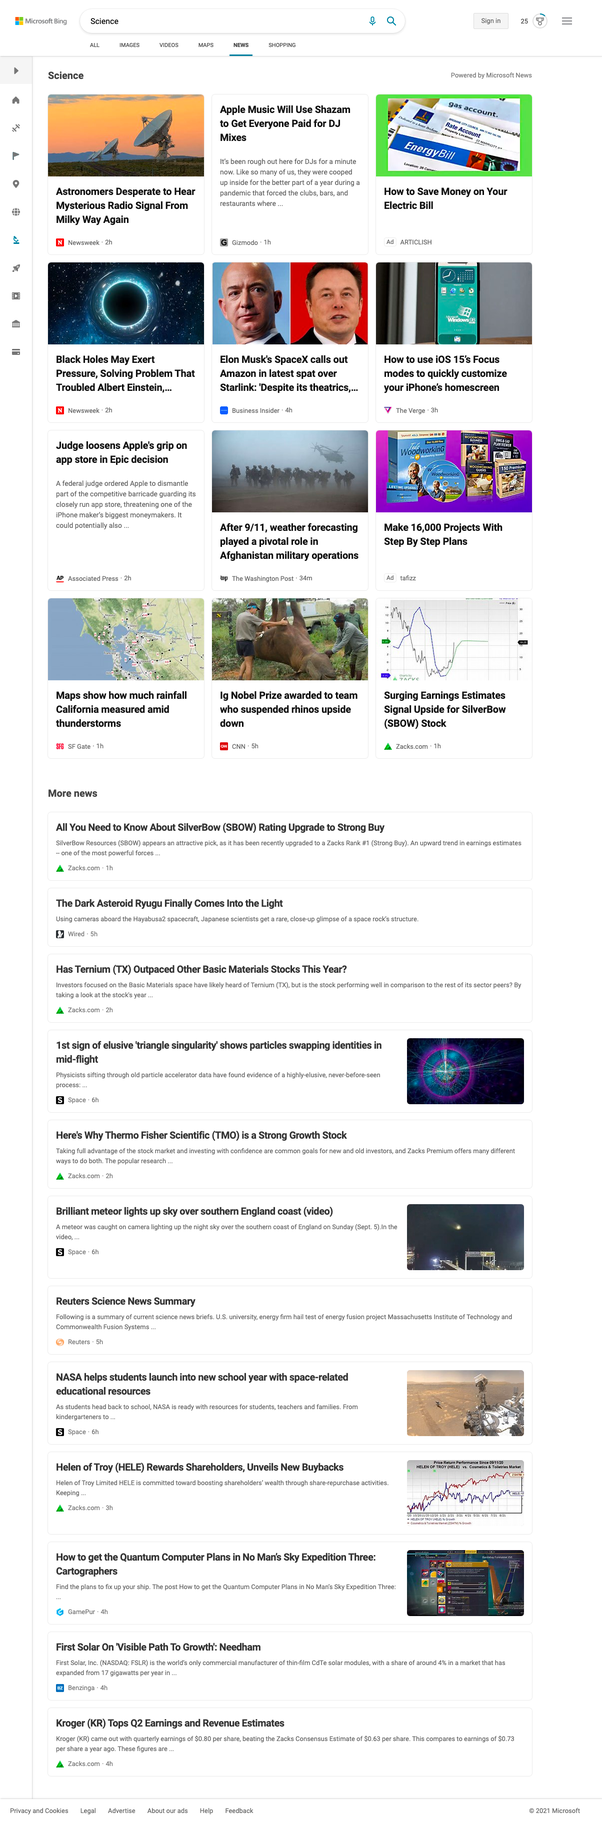 Microsoft Bing
Science
Sign in
25
ALL
IMAGES
VIDEOS
MAPS
NEWS
SHOPPING
Science
Powered by Microsoft News
Astronomers Desperate to Hear
Mysterious Radio Signal From
Milky Way Again
Newsweek · 2h
Apple Music Will Use Shazam
to Get Everyone Paid for DJ
Mixes
It's been rough out here for DJs for a minute
now. Like so many of us, they were cooped
up inside for the better part of a year during a
pandemic that forced the clubs, bars, and
restaurants where ...
Gizmodo · 1h
gas account.
Rate Account
Energy Bill
How to Save Money on Your
Electric Bill
Ad ARTICLISH
Black Holes May Exert
Pressure, Solving Problem That
Troubled Albert Einstein,...
Newsweek · 2h
Elon Musk's SpaceX calls out
Amazon in latest spat over
Starlink: 'Despite its theatrics,...
Business Insider · 4h
How to use iOS 15's Focus
modes to quickly customize
your iPhone's homescreen
The Verge · 3h
Judge loosens Apple's grip on
app store in Epic decision
A federal judge ordered Apple to dismantle
part of the competitive barricade guarding its
closely run app store, threatening one of the
iPhone maker's biggest moneymakers. It
could potentially also ...
AP Associated Press · 2h
After 9/11, weather forecasting
played a pivotal role in
Afghanistan military operations
wp The Washington Post · 34m
Woodworking
Make 16,000 Projects With
Step By Step Plans
Ad tafizz
Maps show how much rainfall
California measured amid
thunderstorms
SF Gate · 1h
Ig Nobel Prize awarded to team
who suspended rhinos upside
down
CNN · 5h
Surging Earnings Estimates
Signal Upside for SilverBow
(SBOW) Stock
Zacks.com · 1h
More news
All You Need to Know About SilverBow (SBOW) Rating Upgrade to Strong Buy
SilverBow Resources (SBOW) appears an attractive pick, as it has been recently upgraded to a Zacks Rank #1 (Strong Buy). An upward trend in earnings estimates
– one of the most powerful forces ...
Zacks.com · 1h
The Dark Asteroid Ryugu Finally Comes Into the Light
Using cameras aboard the Hayabusa2 spacecraft, Japanese scientists get a rare, close-up glimpse of a space rock's structure.
Wired · 5h
Has Ternium (TX) Outpaced Other Basic Materials Stocks This Year?
Investors focused on the Basic Materials space have likely heard of Ternium (TX), but is the stock performing well in comparison to the rest of its sector peers? By
taking a look at the stock's year ...
Zacks.com · 2h
1st sign of elusive 'triangle singularity' shows particles swapping identities in
mid-flight
Physicists sifting through old particle accelerator data have found evidence of a highly-elusive, never-before-seen
process: ...
Space · 6h
Here's Why Thermo Fisher Scientific (TMO) is a Strong Growth Stock
Taking full advantage of the stock market and investing with confidence are common goals for new and old investors, and Zacks Premium offers many different
ways to do both. The popular research ...
Zacks.com · 2h
Brilliant meteor lights up sky over southern England coast (video)
A meteor was caught on camera lighting up the night sky over the southern coast of England on Sunday (Sept. 5).In the
video, ...
Space · 6h
Reuters Science News Summary
Following is a summary of current science news briefs. U.S. university, energy firm hail test of energy fusion project Massachusetts Institute of Technology and
Commonwealth Fusion Systems ...
Reuters · 5h
NASA helps students launch into new school year with space-related
educational resources
As students head back to school, NASA is ready with resources for students, teachers and families. From
kindergarteners to ...
Space · 6h
Helen of Troy (HELE) Rewards Shareholders, Unveils New Buybacks
Helen of Troy Limited HELE is committed toward boosting shareholders' wealth through share-repurchase activities.
Keeping ...
Zacks.com · 3h
How to get the Quantum Computer Plans in No Man's Sky Expedition Three:
Cartographers
Find the plans to fix up your ship. The post How to get the Quantum Computer Plans in No Man's Sky Expedition Three:
...
GamePur · 4h
First Solar On 'Visible Path To Growth': Needham
First Solar, Inc. (NASDAQ: FSLR) is the world's only commercial manufacturer of thin-film CdTe solar modules, with a share of around 4% in a market that has
expanded from 17 gigawatts per year in ...
Benzinga · 4h
Kroger (KR) Tops Q2 Earnings and Revenue Estimates
Kroger (KR) came out with quarterly earnings of $0.80 per share, beating the Zacks Consensus Estimate of $0.63 per share. This compares to earnings of $0.73
per share a year ago. These figures are ...
Zacks.com · 4h
Privacy and Cookies
Legal
Advertise
About our ads
Help
Feedback
© 2021 Microsoft